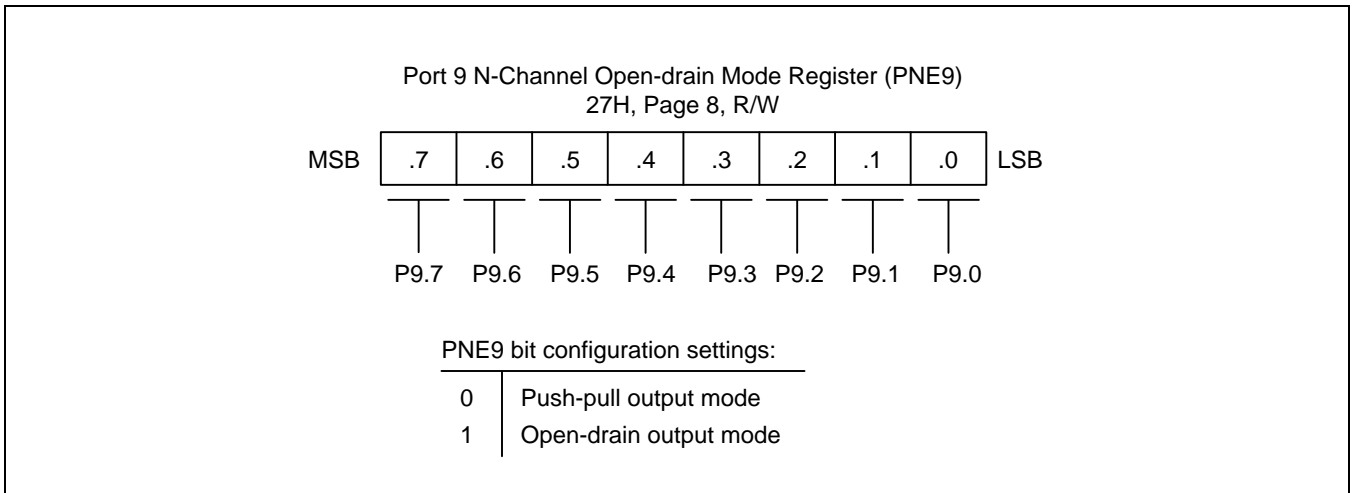 Port 9 N-Channel Open-drain Mode Register (PNE9)
27H, Page 8, R/W
MSB .7 .6 .5 .4 .3 .2 .1 .0 LSB
P9.7 P9.6 P9.5 P9.4 P9.3 P9.2 P9.1 P9.0
PNE9 bit configuration settings:
0 Push-pull output mode
1 Open-drain output mode